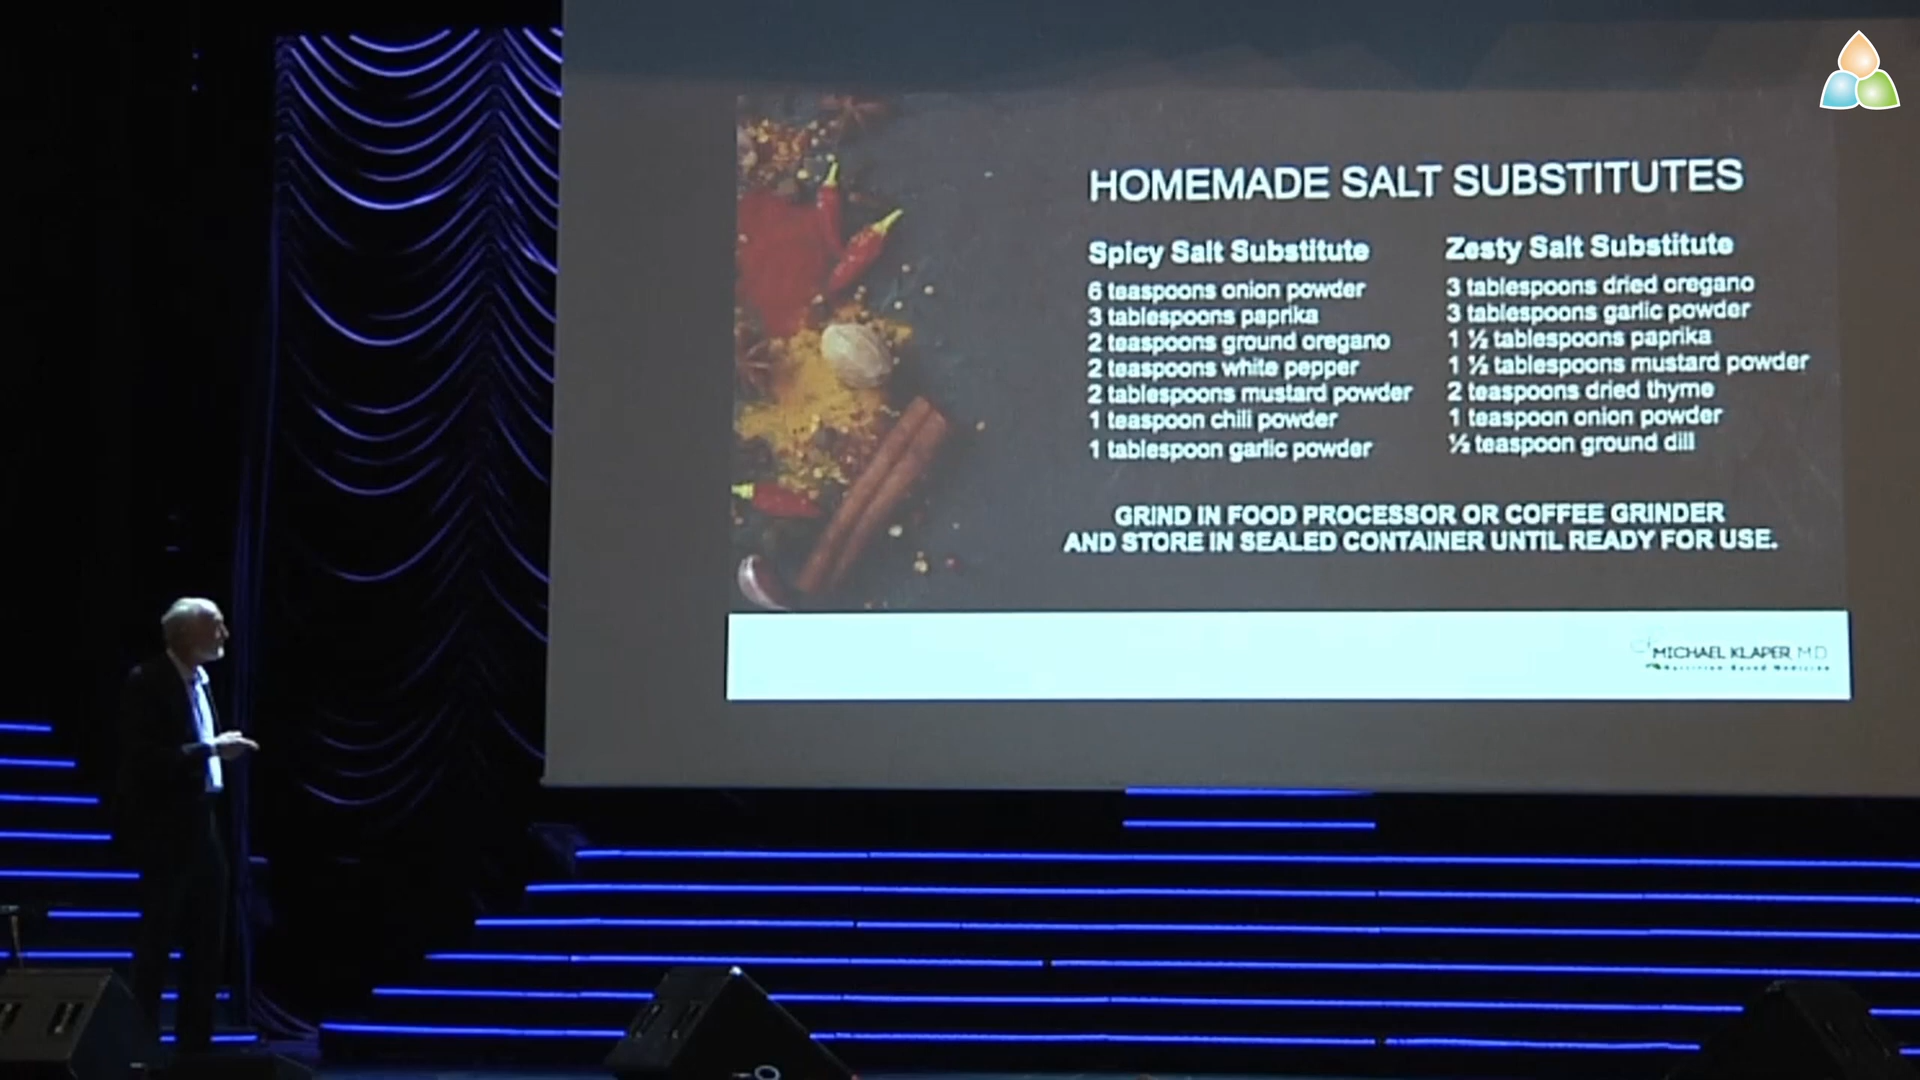 HOMEMADE SALT SUBSTITUTES
Spicy Salt Substitute
6 teaspoons onion powder
3 tablespoons paprika
2 teaspoons ground oregano
2 teaspoons white pepper
2 tablespoons mustard powder
1 teaspoon chili powder
1 tablespoon garlic powder
Zesty Salt Substitute
3 tablespoons dried oregano
3 tablespoons garlic powder
1 ½ tablespoons paprika
1 ½ tablespoons mustard powder
2 teaspoons dried thyme
1 teaspoon onion powder
½ teaspoon ground dill
GRIND IN FOOD PROCESSOR OR COFFEE GRINDER
AND STORE IN SEALED CONTAINER UNTIL READY FOR USE.
MICHAEL KLAPER, M.D.
Nutrition Based Medicine